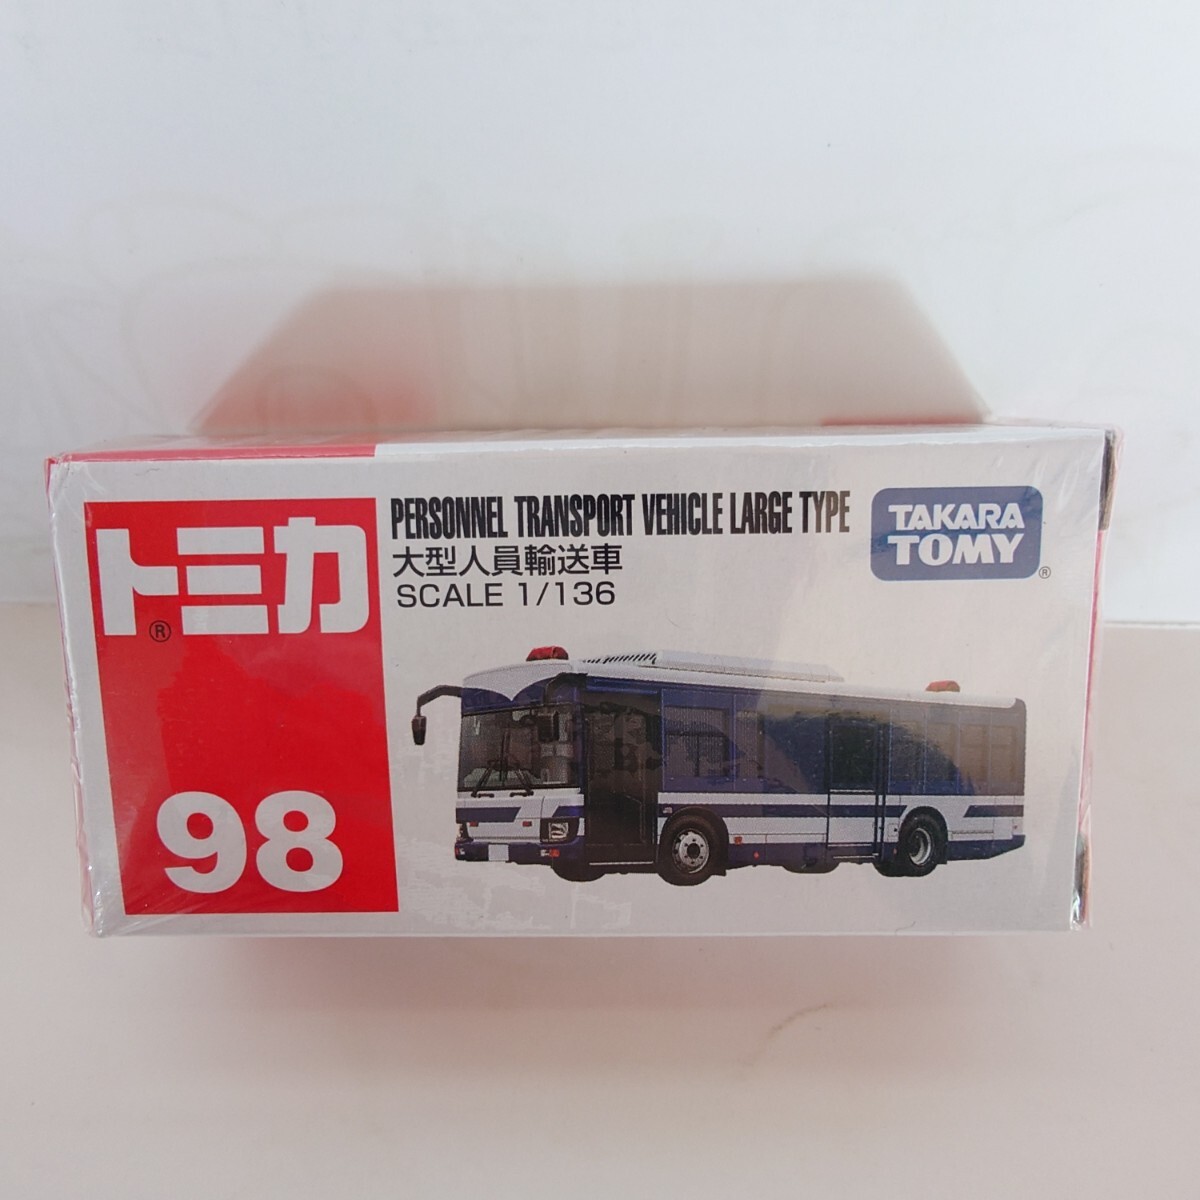 トミカ
®
98
PERSONNEL TRANSPORT VEHICLE LARGE TYPE
大型人員輸送車
SCALE 1/136
TAKARA
TOMY
®